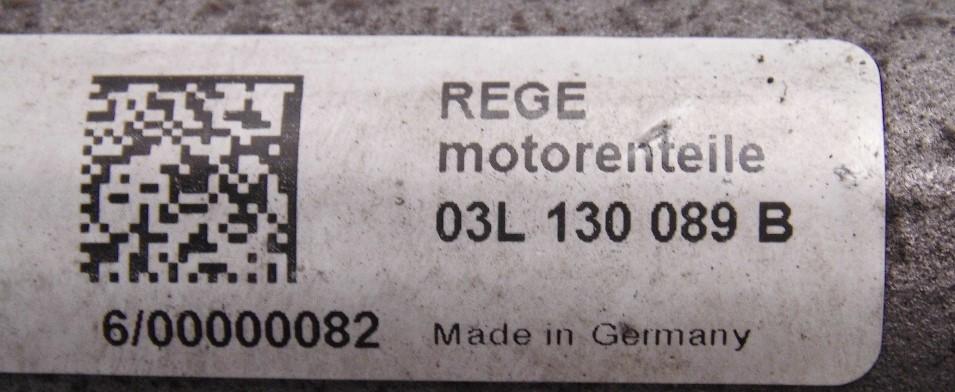 REGE
motorenteile
03L 130 089 B
6/00000082
Made in Germany